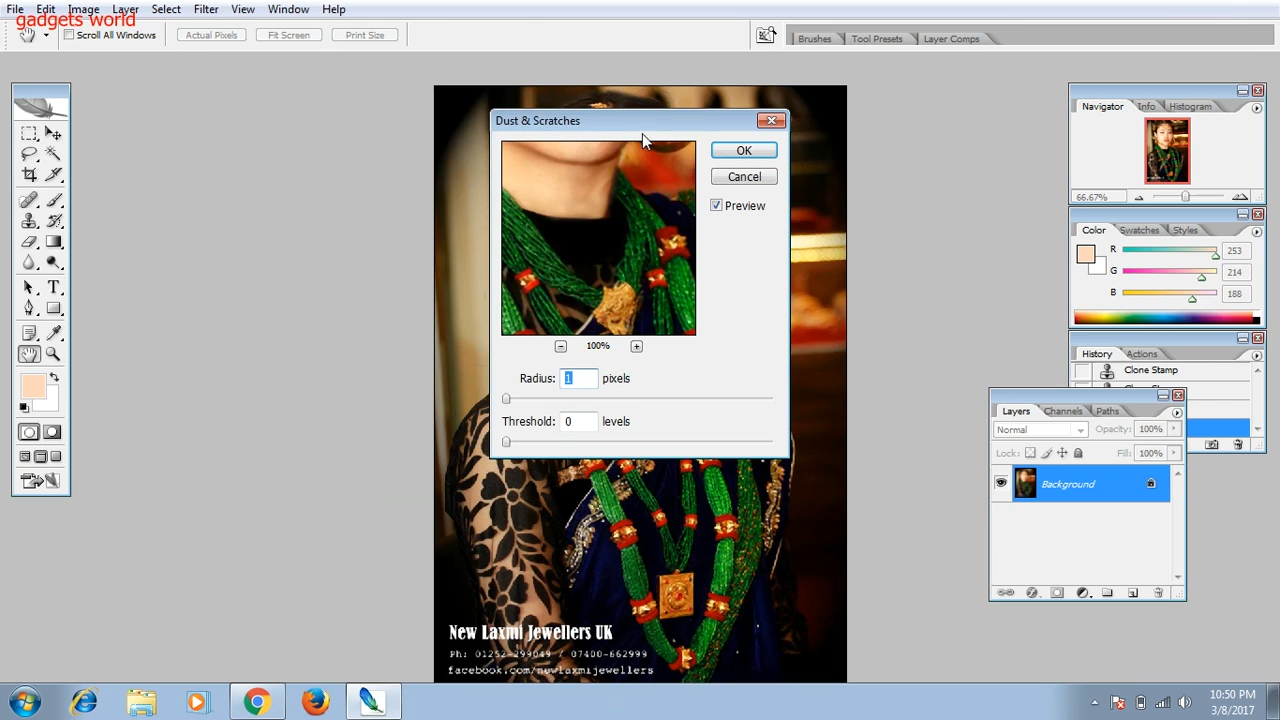 File Edit Image Layer Select Filter View Window Help
gadgets world
Scroll All Windows Actual Pixels Fit Screen Print Size Brushes Tool Presets Layer Comps
Dust & Scratches
OK
Cancel
Preview
100%
Radius: 1 pixels
Threshold: 0 levels
Navigator Info Histogram
66.67%
Color Swatches Styles
R 253
G 214
B 188
History Actions
Clone Stamp
Layers Channels Paths
Normal Opacity: 100%
Lock: Fill: 100%
Background
New Laxmi Jewellers UK
Ph: 01252-299049 / 07400-662999
facebook.com/newlaxmijewellers
10:50 PM
3/8/2017